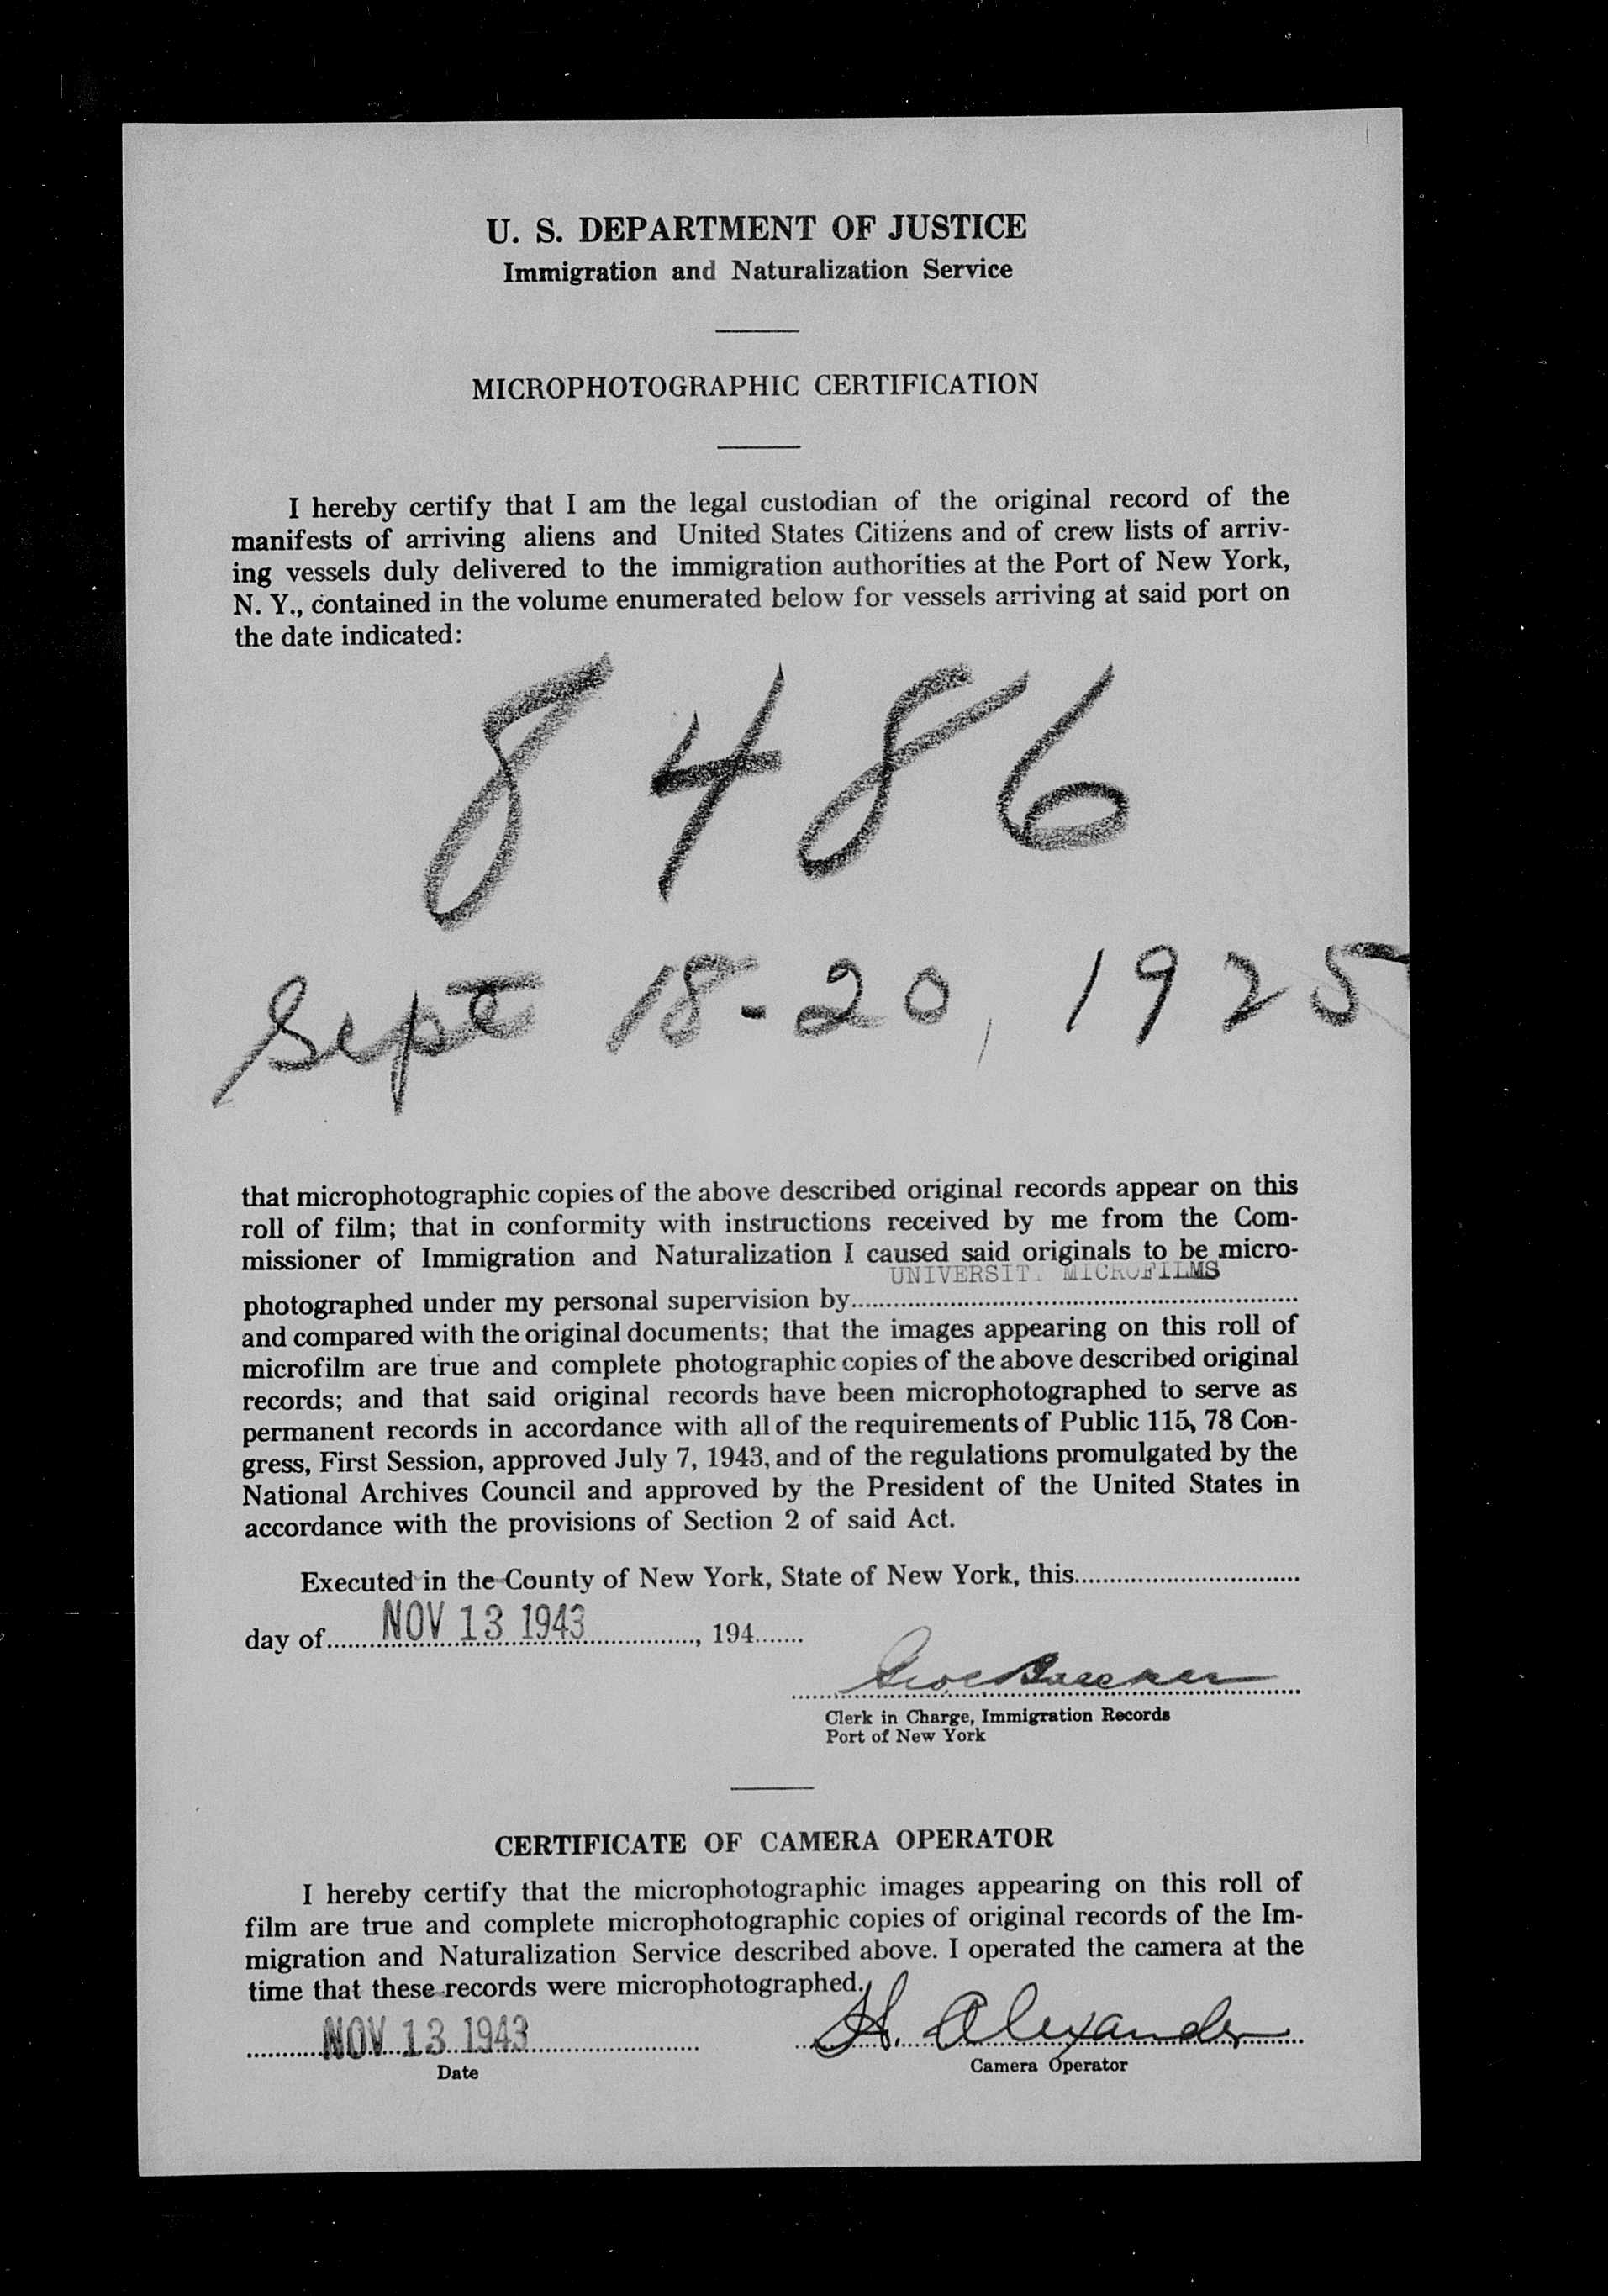 U. S. DEPARTMENT OF JUSTICE
Immigration and Naturalization Service
MICROPHOTOGRAPHIC CERTIFICATION
I hereby certify that I am the legal custodian of the original record of the
manifests of arriving aliens and United States Citizens and of crew lists of arriv-
ing vessels duly delivered to the immigration authorities at the Port of New York,
N. Y., contained in the volume enumerated below for vessels arriving at said port on
the date indicated:
8486
Sept 18-20, 1925
that microphotographic copies of the above described original records appear on this
roll of film; that in conformity with instructions received by me from the Com-
missioner of Immigration and Naturalization I caused said originals to be micro-
UNIVERSITY MICROFILMS
photographed under my personal supervision by
and compared with the original documents; that the images appearing on this roll of
microfilm are true and complete photographic copies of the above described original
records; and that said original records have been microphotographed to serve as
permanent records in accordance with all of the requirements of Public 115, 78 Con-
gress, First Session, approved July 7, 1943, and of the regulations promulgated by the
National Archives Council and approved by the President of the United States in
accordance with the provisions of Section 2 of said Act.
Executed in the County of New York, State of New York, this
day of NOV 13 1943, 194
Clerk in Charge, Immigration Records
Port of New York
CERTIFICATE OF CAMERA OPERATOR
I hereby certify that the microphotographic images appearing on this roll of
film are true and complete microphotographic copies of original records of the Im-
migration and Naturalization Service described above. I operated the camera at the
time that these records were microphotographed.
NOV 13 1943 H. Alexander
Date Camera Operator